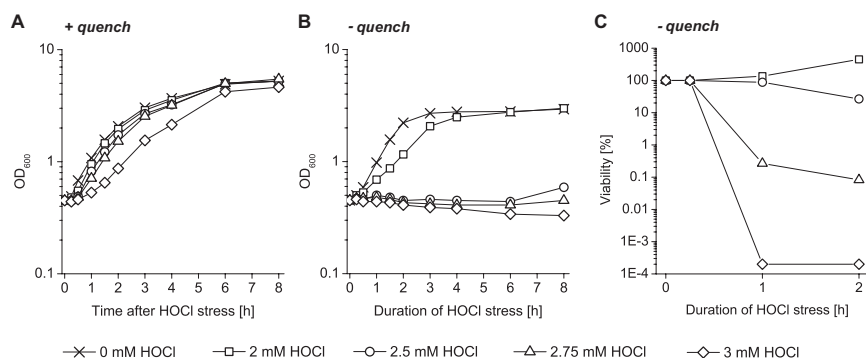 A + quench
10
1
0.1
OD600
0 1 2 3 4 5 6 7 8
Time after HOCl stress [h]
B - quench
10
1
0.1
OD600
0 1 2 3 4 5 6 7 8
Duration of HOCl stress [h]
C - quench
1000
100
10
1
0.1
0.01
1E-3
1E-4
Viability [%]
0 1 2
Duration of HOCl stress [h]
0 mM HOCl 2 mM HOCl 2.5 mM HOCl 2.75 mM HOCl 3 mM HOCl